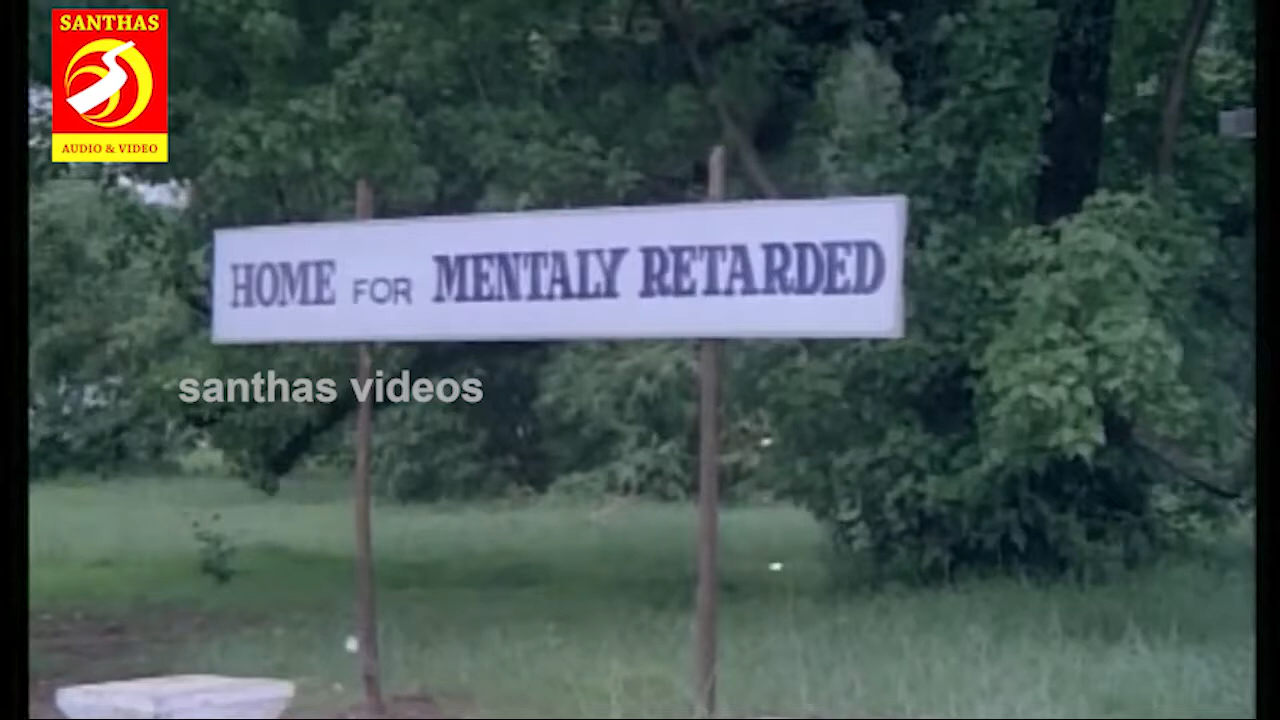 SANTHAS
AUDIO & VIDEO
HOME FOR MENTALY RETARDED
santhas videos